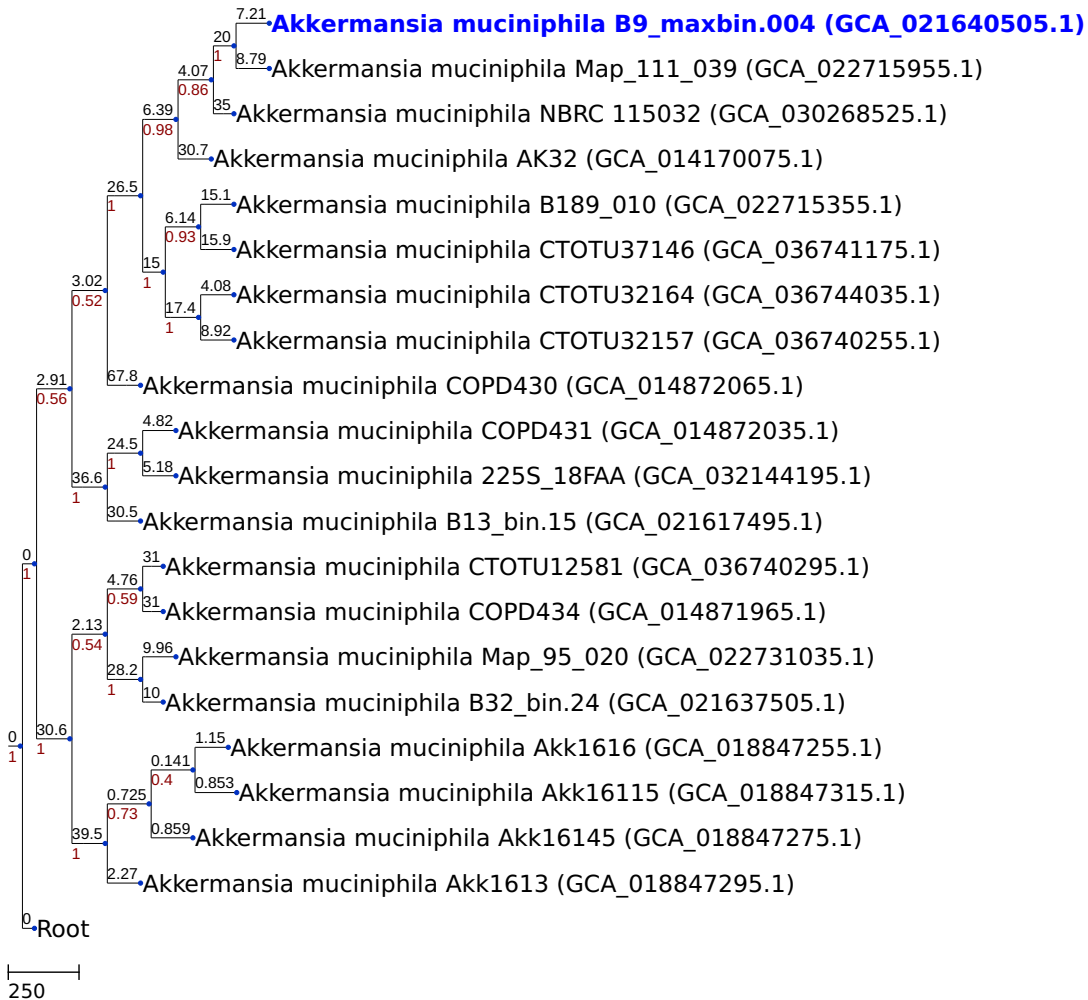 7.21
Akkermansia muciniphila B9_maxbin.004 (GCA_021640505.1)
20
1
8.79
Akkermansia muciniphila Map_111_039 (GCA_022715955.1)
4.07
0.86
35
Akkermansia muciniphila NBRC 115032 (GCA_030268525.1)
6.39
0.98
30.7
Akkermansia muciniphila AK32 (GCA_014170075.1)
26.5
1
15.1
Akkermansia muciniphila B189_010 (GCA_022715355.1)
6.14
0.93
15.9
Akkermansia muciniphila CTOTU37146 (GCA_036741175.1)
15
1
4.08
Akkermansia muciniphila CTOTU32164 (GCA_036744035.1)
3.02
0.52
17.4
1
8.92
Akkermansia muciniphila CTOTU32157 (GCA_036740255.1)
67.8
Akkermansia muciniphila COPD430 (GCA_014872065.1)
2.91
0.56
4.82
Akkermansia muciniphila COPD431 (GCA_014872035.1)
24.5
1
5.18
Akkermansia muciniphila 225S_18FAA (GCA_032144195.1)
36.6
1
30.5
Akkermansia muciniphila B13_bin.15 (GCA_021617495.1)
0
1
31
Akkermansia muciniphila CTOTU12581 (GCA_036740295.1)
4.76
0.59
31
Akkermansia muciniphila COPD434 (GCA_014871965.1)
2.13
0.54
9.96
Akkermansia muciniphila Map_95_020 (GCA_022731035.1)
28.2
1
10
Akkermansia muciniphila B32_bin.24 (GCA_021637505.1)
0
1
30.6
1
1.15
Akkermansia muciniphila Akk1616 (GCA_018847255.1)
0.141
0.4
0.853
Akkermansia muciniphila Akk16115 (GCA_018847315.1)
0.725
0.73
0.859
Akkermansia muciniphila Akk16145 (GCA_018847275.1)
39.5
1
2.27
Akkermansia muciniphila Akk1613 (GCA_018847295.1)
0
Root
250